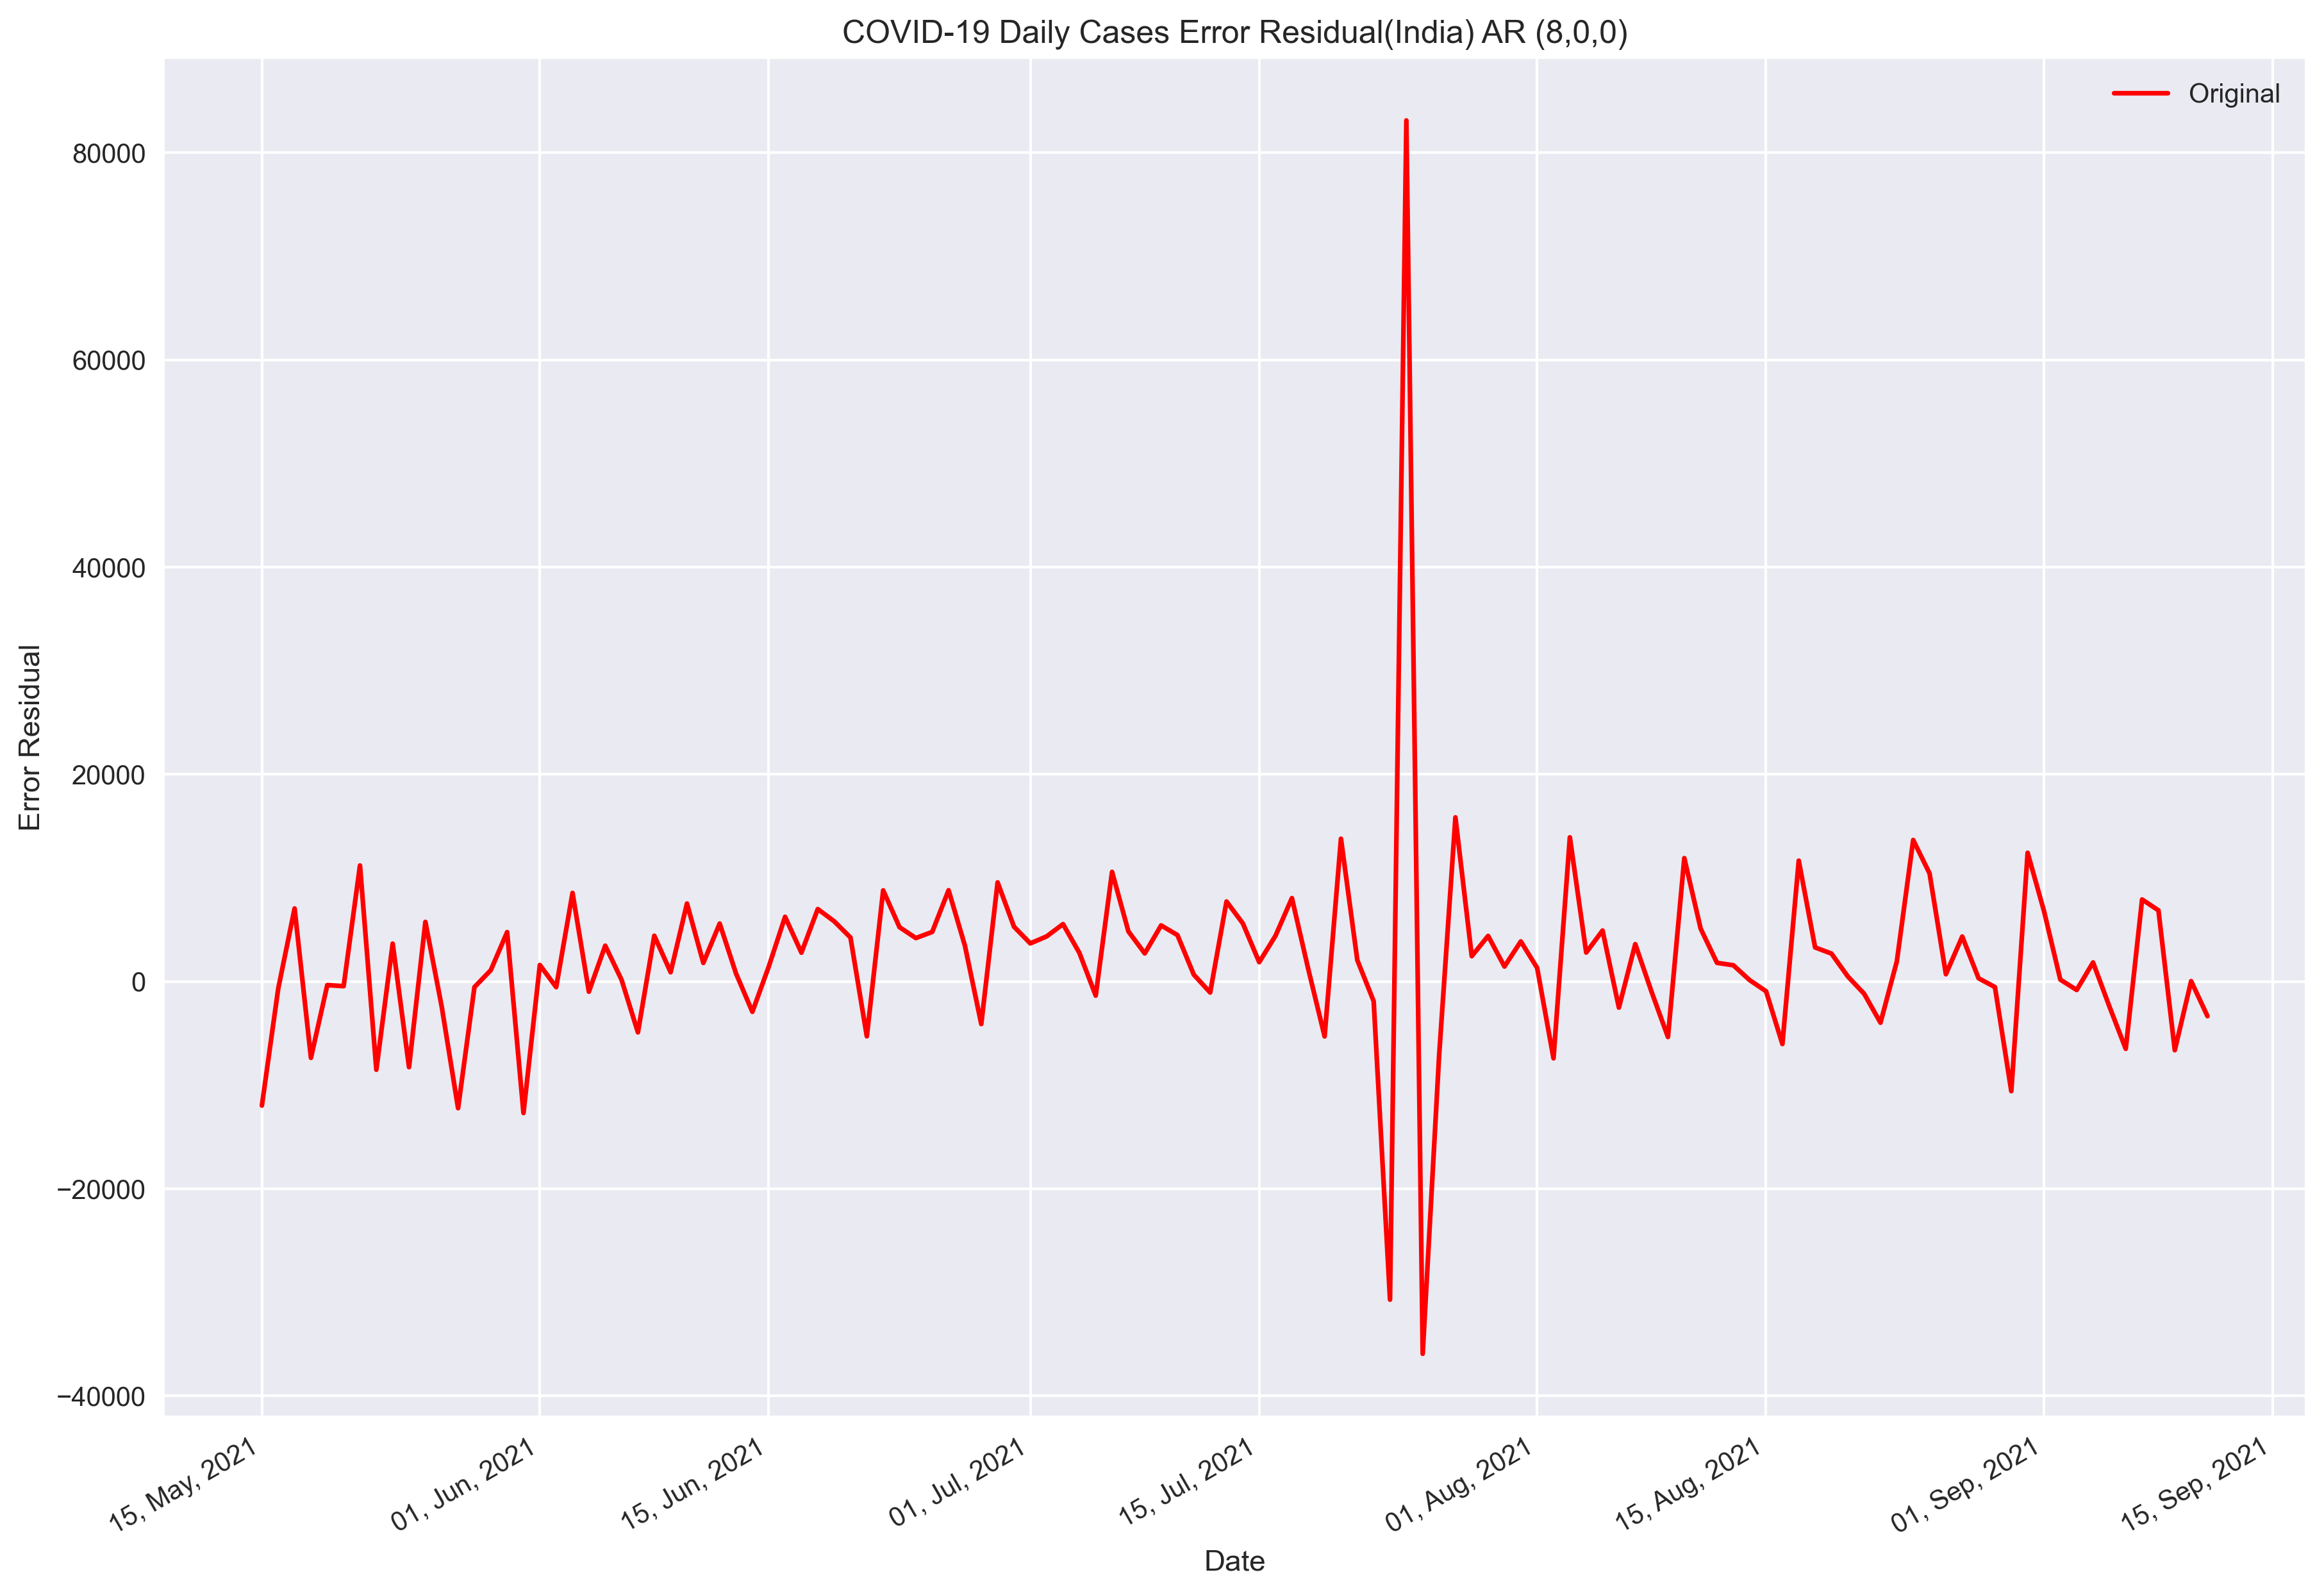 COVID-19 Daily Cases Error Residual(India) AR (8,0,0)
Original
80000
60000
40000
20000
0
−20000
−40000
Error Residual
15, May, 2021
01, Jun, 2021
15, Jun, 2021
01, Jul, 2021
15, Jul, 2021
01, Aug, 2021
15, Aug, 2021
01, Sep, 2021
15, Sep, 2021
Date